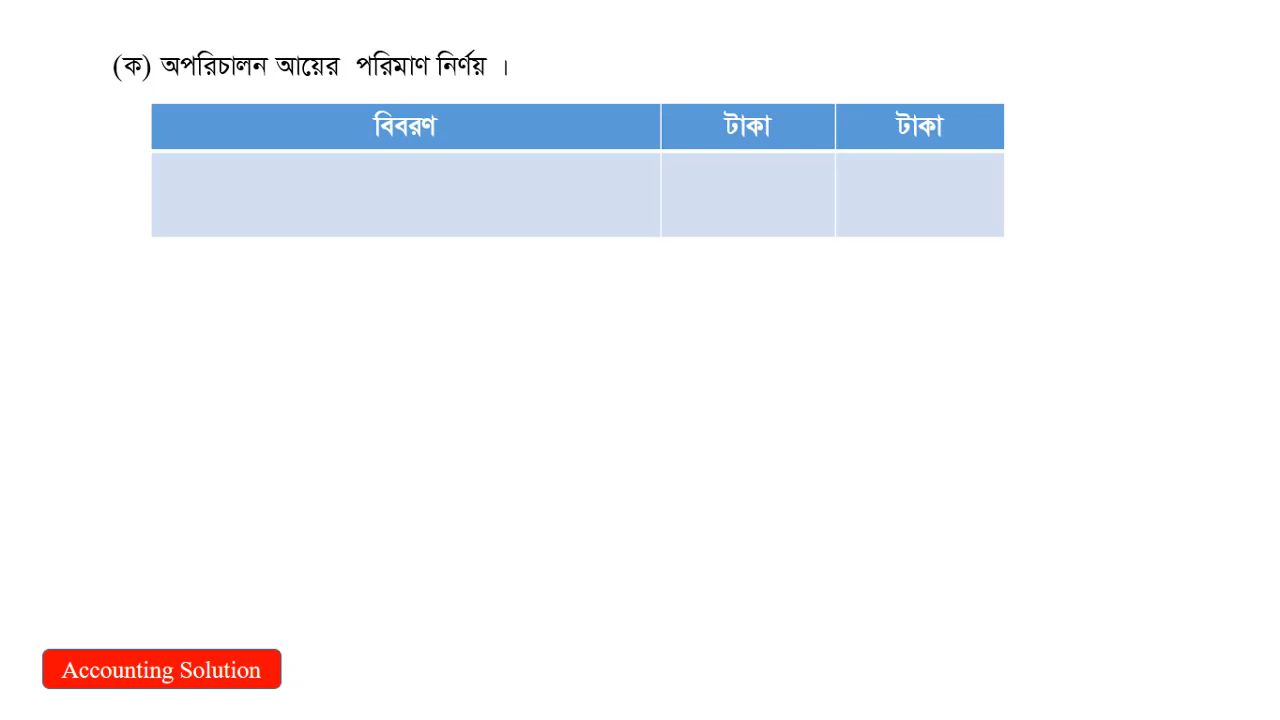 (ক) অপরিচালন আয়ের পরিমাণ নির্ণয় ।
বিবরণ টাকা টাকা
Accounting Solution